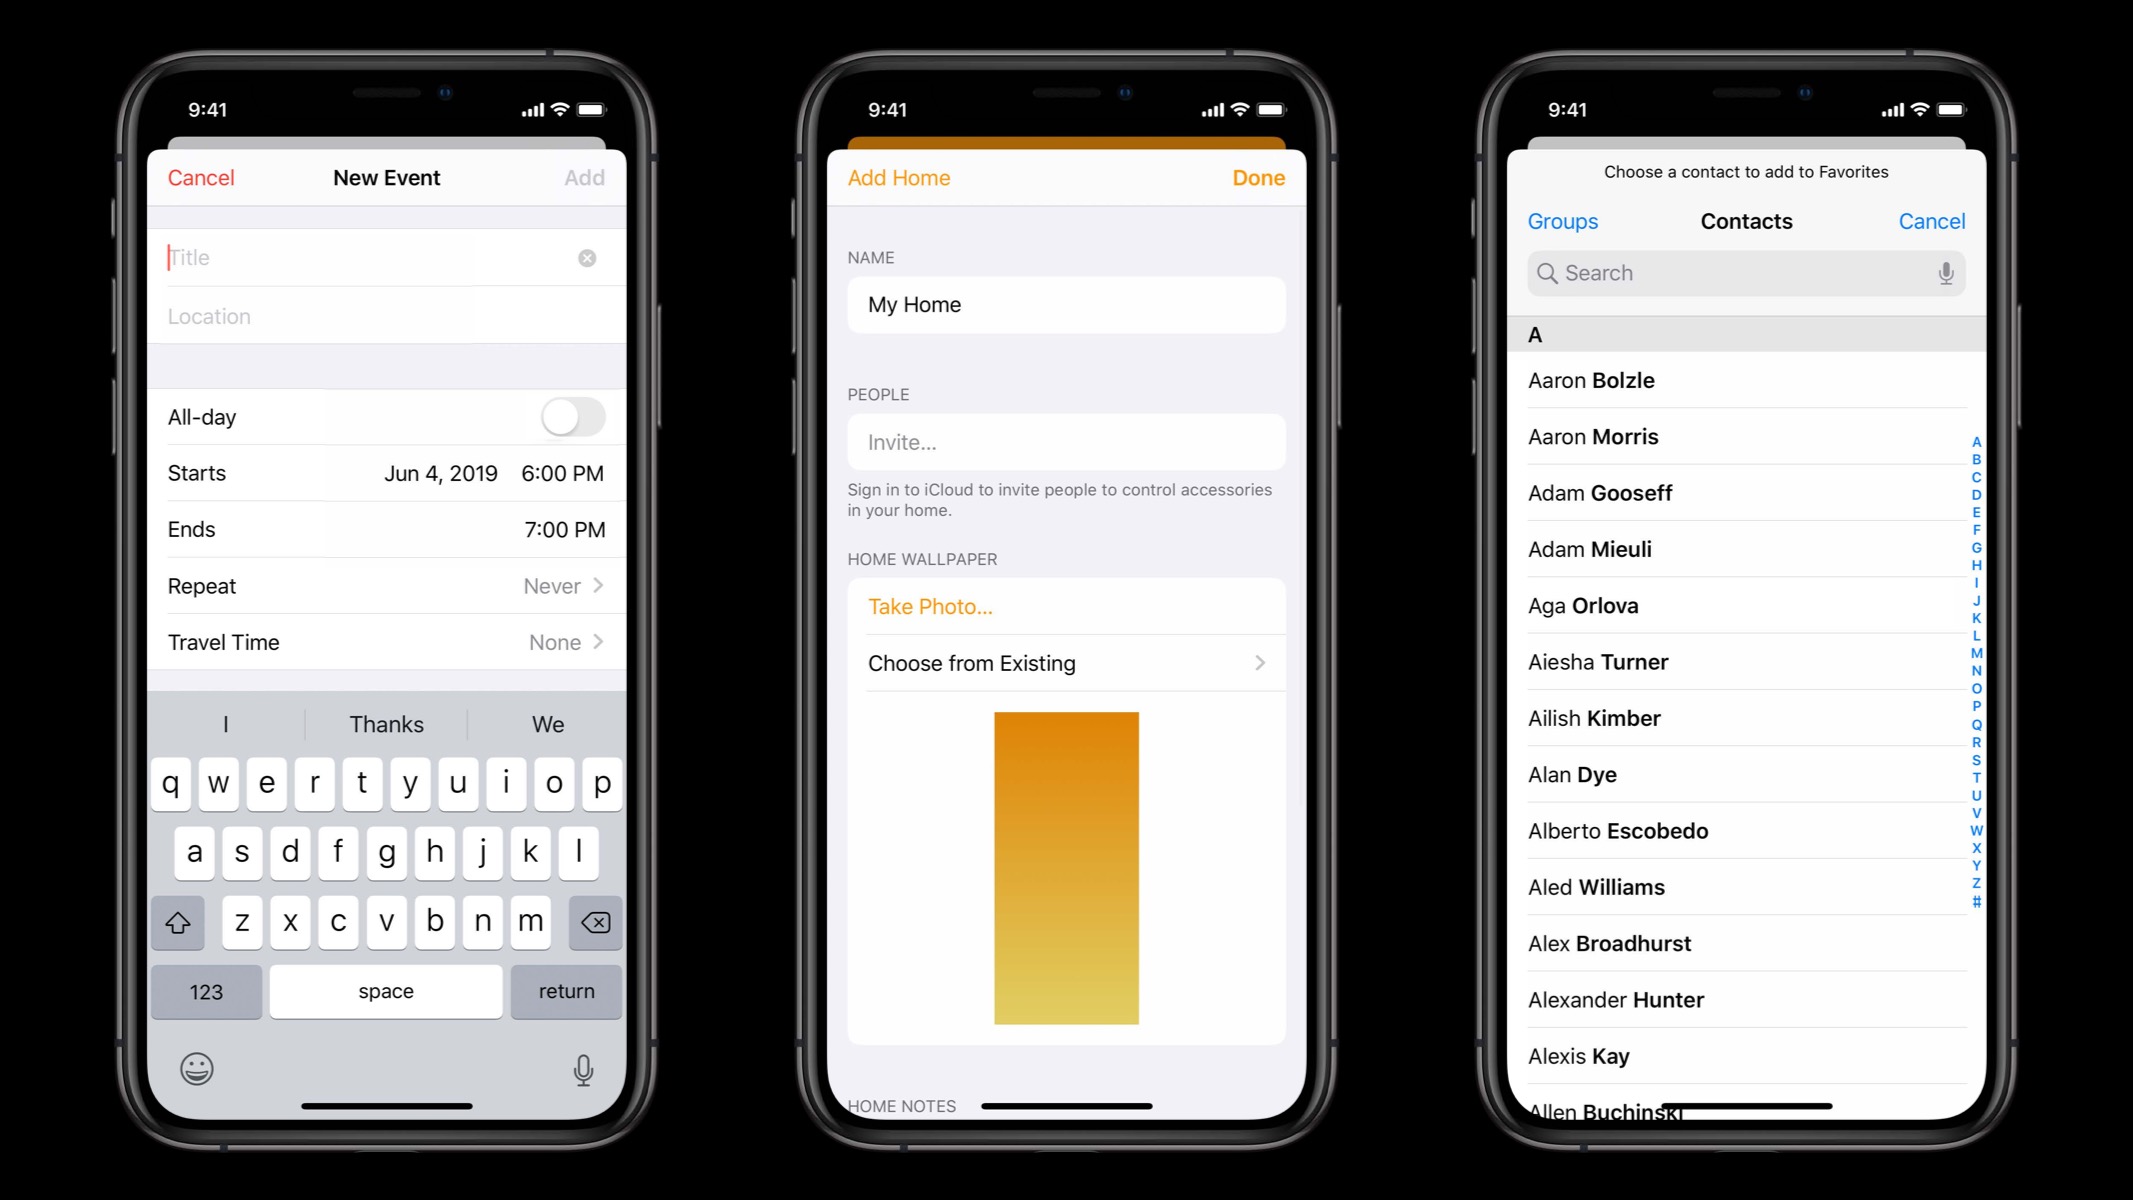 9:41
Cancel New Event Add
Title
Location
All-day
Starts Jun 4, 2019 6:00 PM
Ends 7:00 PM
Repeat Never
Travel Time None
I Thanks We
q w e r t y u i o p
a s d f g h j k l
z x c v b n m
123 space return
9:41
Add Home Done
NAME
My Home
PEOPLE
Invite...
Sign in to iCloud to invite people to control accessories
in your home.
HOME WALLPAPER
Take Photo...
Choose from Existing
HOME NOTES
9:41
Choose a contact to add to Favorites
Groups Contacts Cancel
Search
A
Aaron Bolzle
Aaron Morris
Adam Gooseff
Adam Mieuli
Aga Orlova
Aiesha Turner
Ailish Kimber
Alan Dye
Alberto Escobedo
Aled Williams
Alex Broadhurst
Alexander Hunter
Alexis Kay
Allen Buchinski
A
B
C
D
E
F
G
H
I
J
K
L
M
N
O
P
Q
R
S
T
U
V
W
X
Y
Z
#